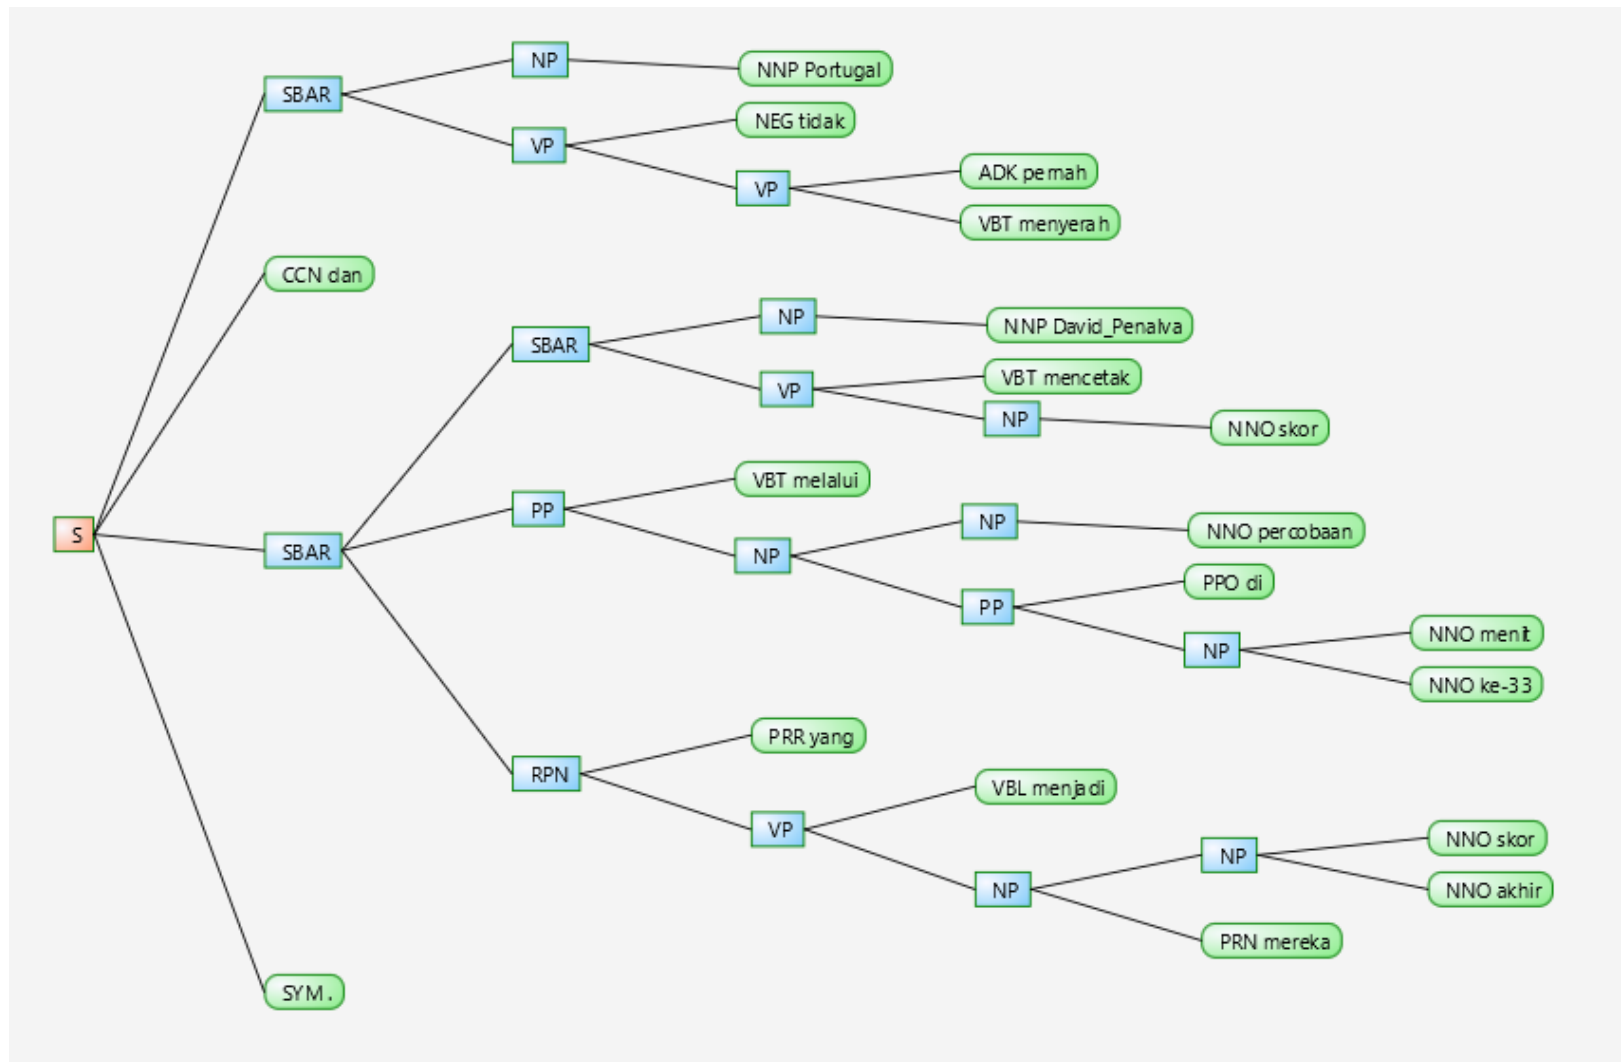 NP
NNP Portugal
SBAR
NEG tidak
VP
ADK pernah
VP
VBT menyerah
CCN dan
NP
NNP David_Penalva
SBAR
VBT mencetak
VP
NP
NNO skor
VBT melalui
PP
NP
NNO percobaan
S
SBAR
NP
PPO di
PP
NNO menit
NP
NNO ke-33
PRR yang
RPN
VBL menjadi
VP
NNO skor
NP
NP
NNO akhir
PRN mereka
SYM .